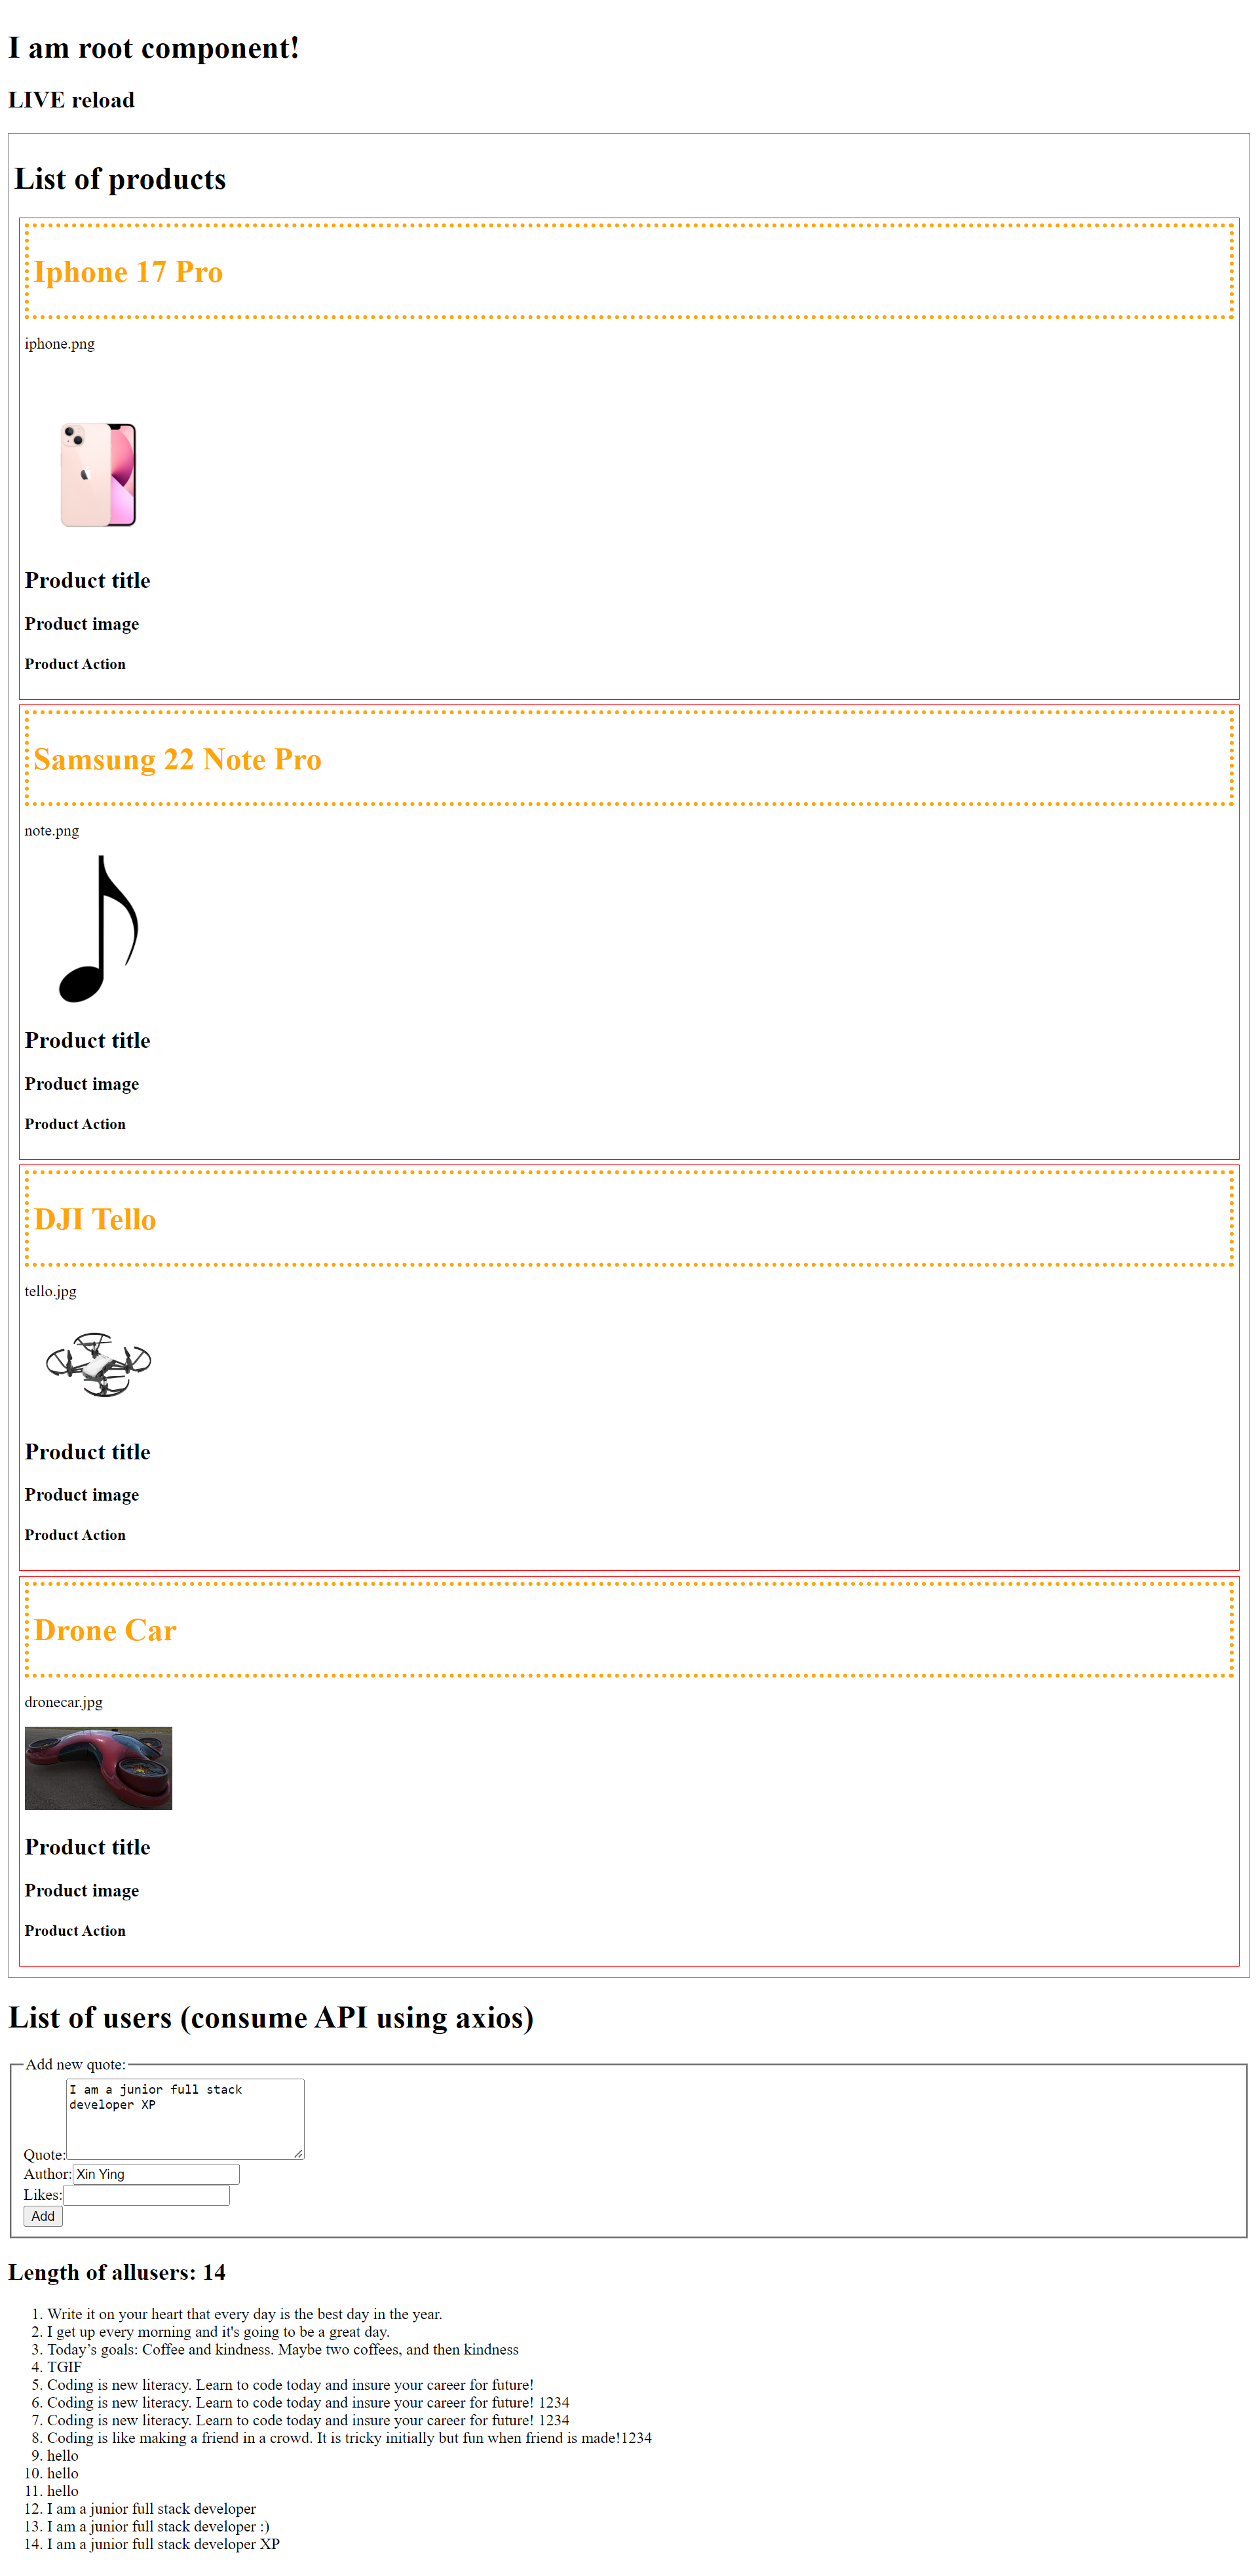 I am root component!
LIVE reload
List of products
Iphone 17 Pro
iphone.png
Product title
Product image
Product Action
Samsung 22 Note Pro
note.png
Product title
Product image
Product Action
DJI Tello
tello.jpg
Product title
Product image
Product Action
Drone Car
dronecar.jpg
Product title
Product image
Product Action
List of users (consume API using axios)
Add new quote:
I am a junior full stack
developer XP
Quote:
Author: Xin Ying
Likes:
Add
Length of allusers: 14
1. Write it on your heart that every day is the best day in the year.
2. I get up every morning and it's going to be a great day.
3. Today’s goals: Coffee and kindness. Maybe two coffees, and then kindness
4. TGIF
5. Coding is new literacy. Learn to code today and insure your career for future!
6. Coding is new literacy. Learn to code today and insure your career for future! 1234
7. Coding is new literacy. Learn to code today and insure your career for future! 1234
8. Coding is like making a friend in a crowd. It is tricky initially but fun when friend is made!1234
9. hello
10. hello
11. hello
12. I am a junior full stack developer
13. I am a junior full stack developer :)
14. I am a junior full stack developer XP